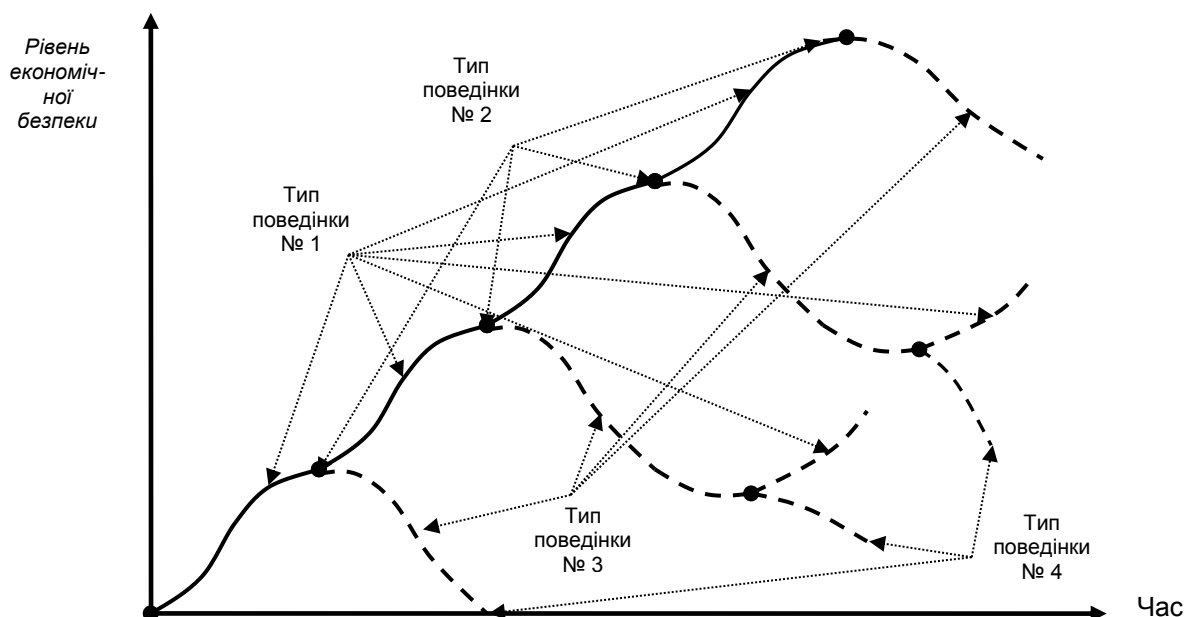 Рівень
економіч-
ної
безпеки
Тип
поведінки
№ 2
Тип
поведінки
№ 1
Тип
поведінки
№ 3
Тип
поведінки
№ 4
Час